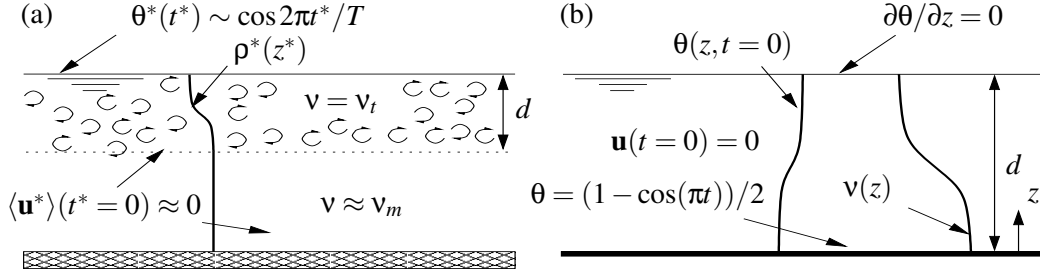 (a)
θ*(t*) ∼ cos 2πt*/T
ρ*(z*)
ν = ν_t
d
⟨u*⟩(t* = 0) ≈ 0
ν ≈ ν_m
(b)
∂θ/∂z = 0
θ(z, t = 0)
u(t = 0) = 0
d
θ = (1 − cos(πt))/2
ν(z)
z